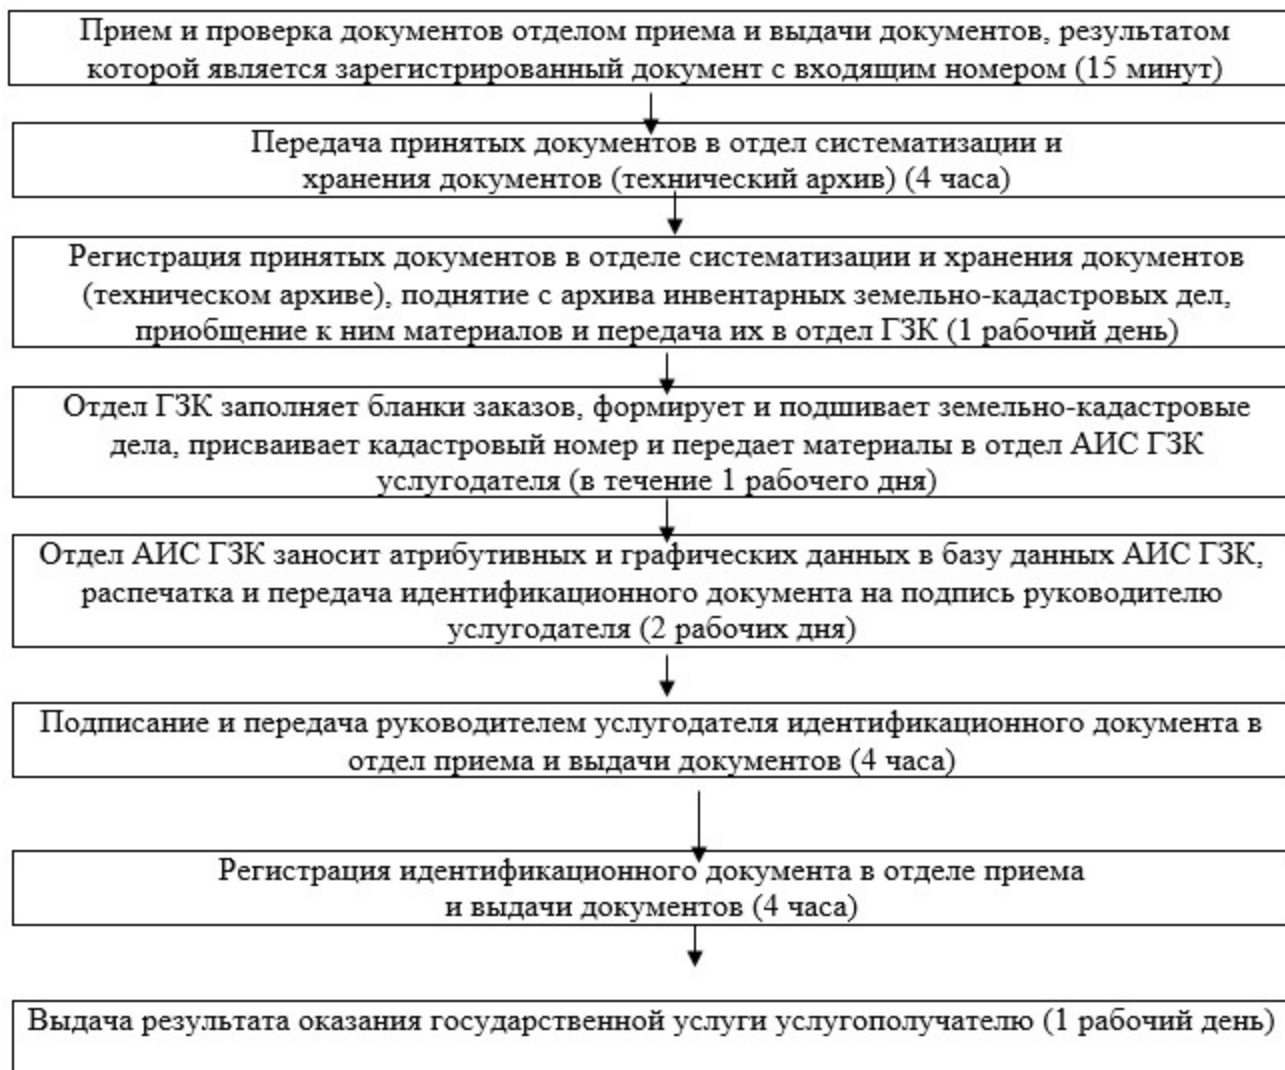 Прием и проверка документов отделом приема и выдачи документов, результатом
которой является зарегистрированный документ с входящим номером (15 минут)
Передача принятых документов в отдел систематизации и
хранения документов (технический архив) (4 часа)
Регистрация принятых документов в отделе систематизации и хранения документов
(техническом архиве), поднятие с архива инвентарных земельно-кадастровых дел,
приобщение к ним материалов и передача их в отдел ГЗК (1 рабочий день)
Отдел ГЗК заполняет бланки заказов, формирует и подшивает земельно-кадастровые
дела, присваивает кадастровый номер и передает материалы в отдел АИС ГЗК
услугодателя (в течение 1 рабочего дня)
Отдел АИС ГЗК заносит атрибутивных и графических данных в базу данных АИС ГЗК,
распечатка и передача идентификационного документа на подпись руководителю
услугодателя (2 рабочих дня)
Подписание и передача руководителем услугодателя идентификационного документа в
отдел приема и выдачи документов (4 часа)
Регистрация идентификационного документа в отделе приема
и выдачи документов (4 часа)
Выдача результата оказания государственной услуги услугополучателю (1 рабочий день)